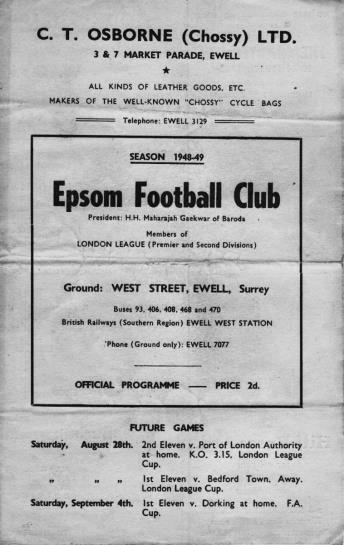 C. T. OSBORNE (Chossy) LTD.
3 & 7 MARKET PARADE, EWELL
★
ALL KINDS OF LEATHER GOODS, ETC.
MAKERS OF THE WELL-KNOWN "CHOSSY" CYCLE BAGS
Telephone: EWELL 3129
SEASON 1948-49
Epsom Football Club
President: H.H. Maharajah Gaekwar of Baroda
Members of
LONDON LEAGUE (Premier and Second Divisions)
Ground: WEST STREET, EWELL, Surrey
Buses 93, 406, 408, 468 and 470
British Railways (Southern Region) EWELL WEST STATION
'Phone (Ground only): EWELL 7077
OFFICIAL PROGRAMME — PRICE 2d.
FUTURE GAMES
Saturday, August 28th. 2nd Eleven v. Port of London Authority
at home. K.O. 3.15. London League
Cup.
„ „ „ 1st Eleven v. Bedford Town. Away.
London League Cup.
Saturday, September 4th. 1st Eleven v. Dorking at home. F.A.
Cup.